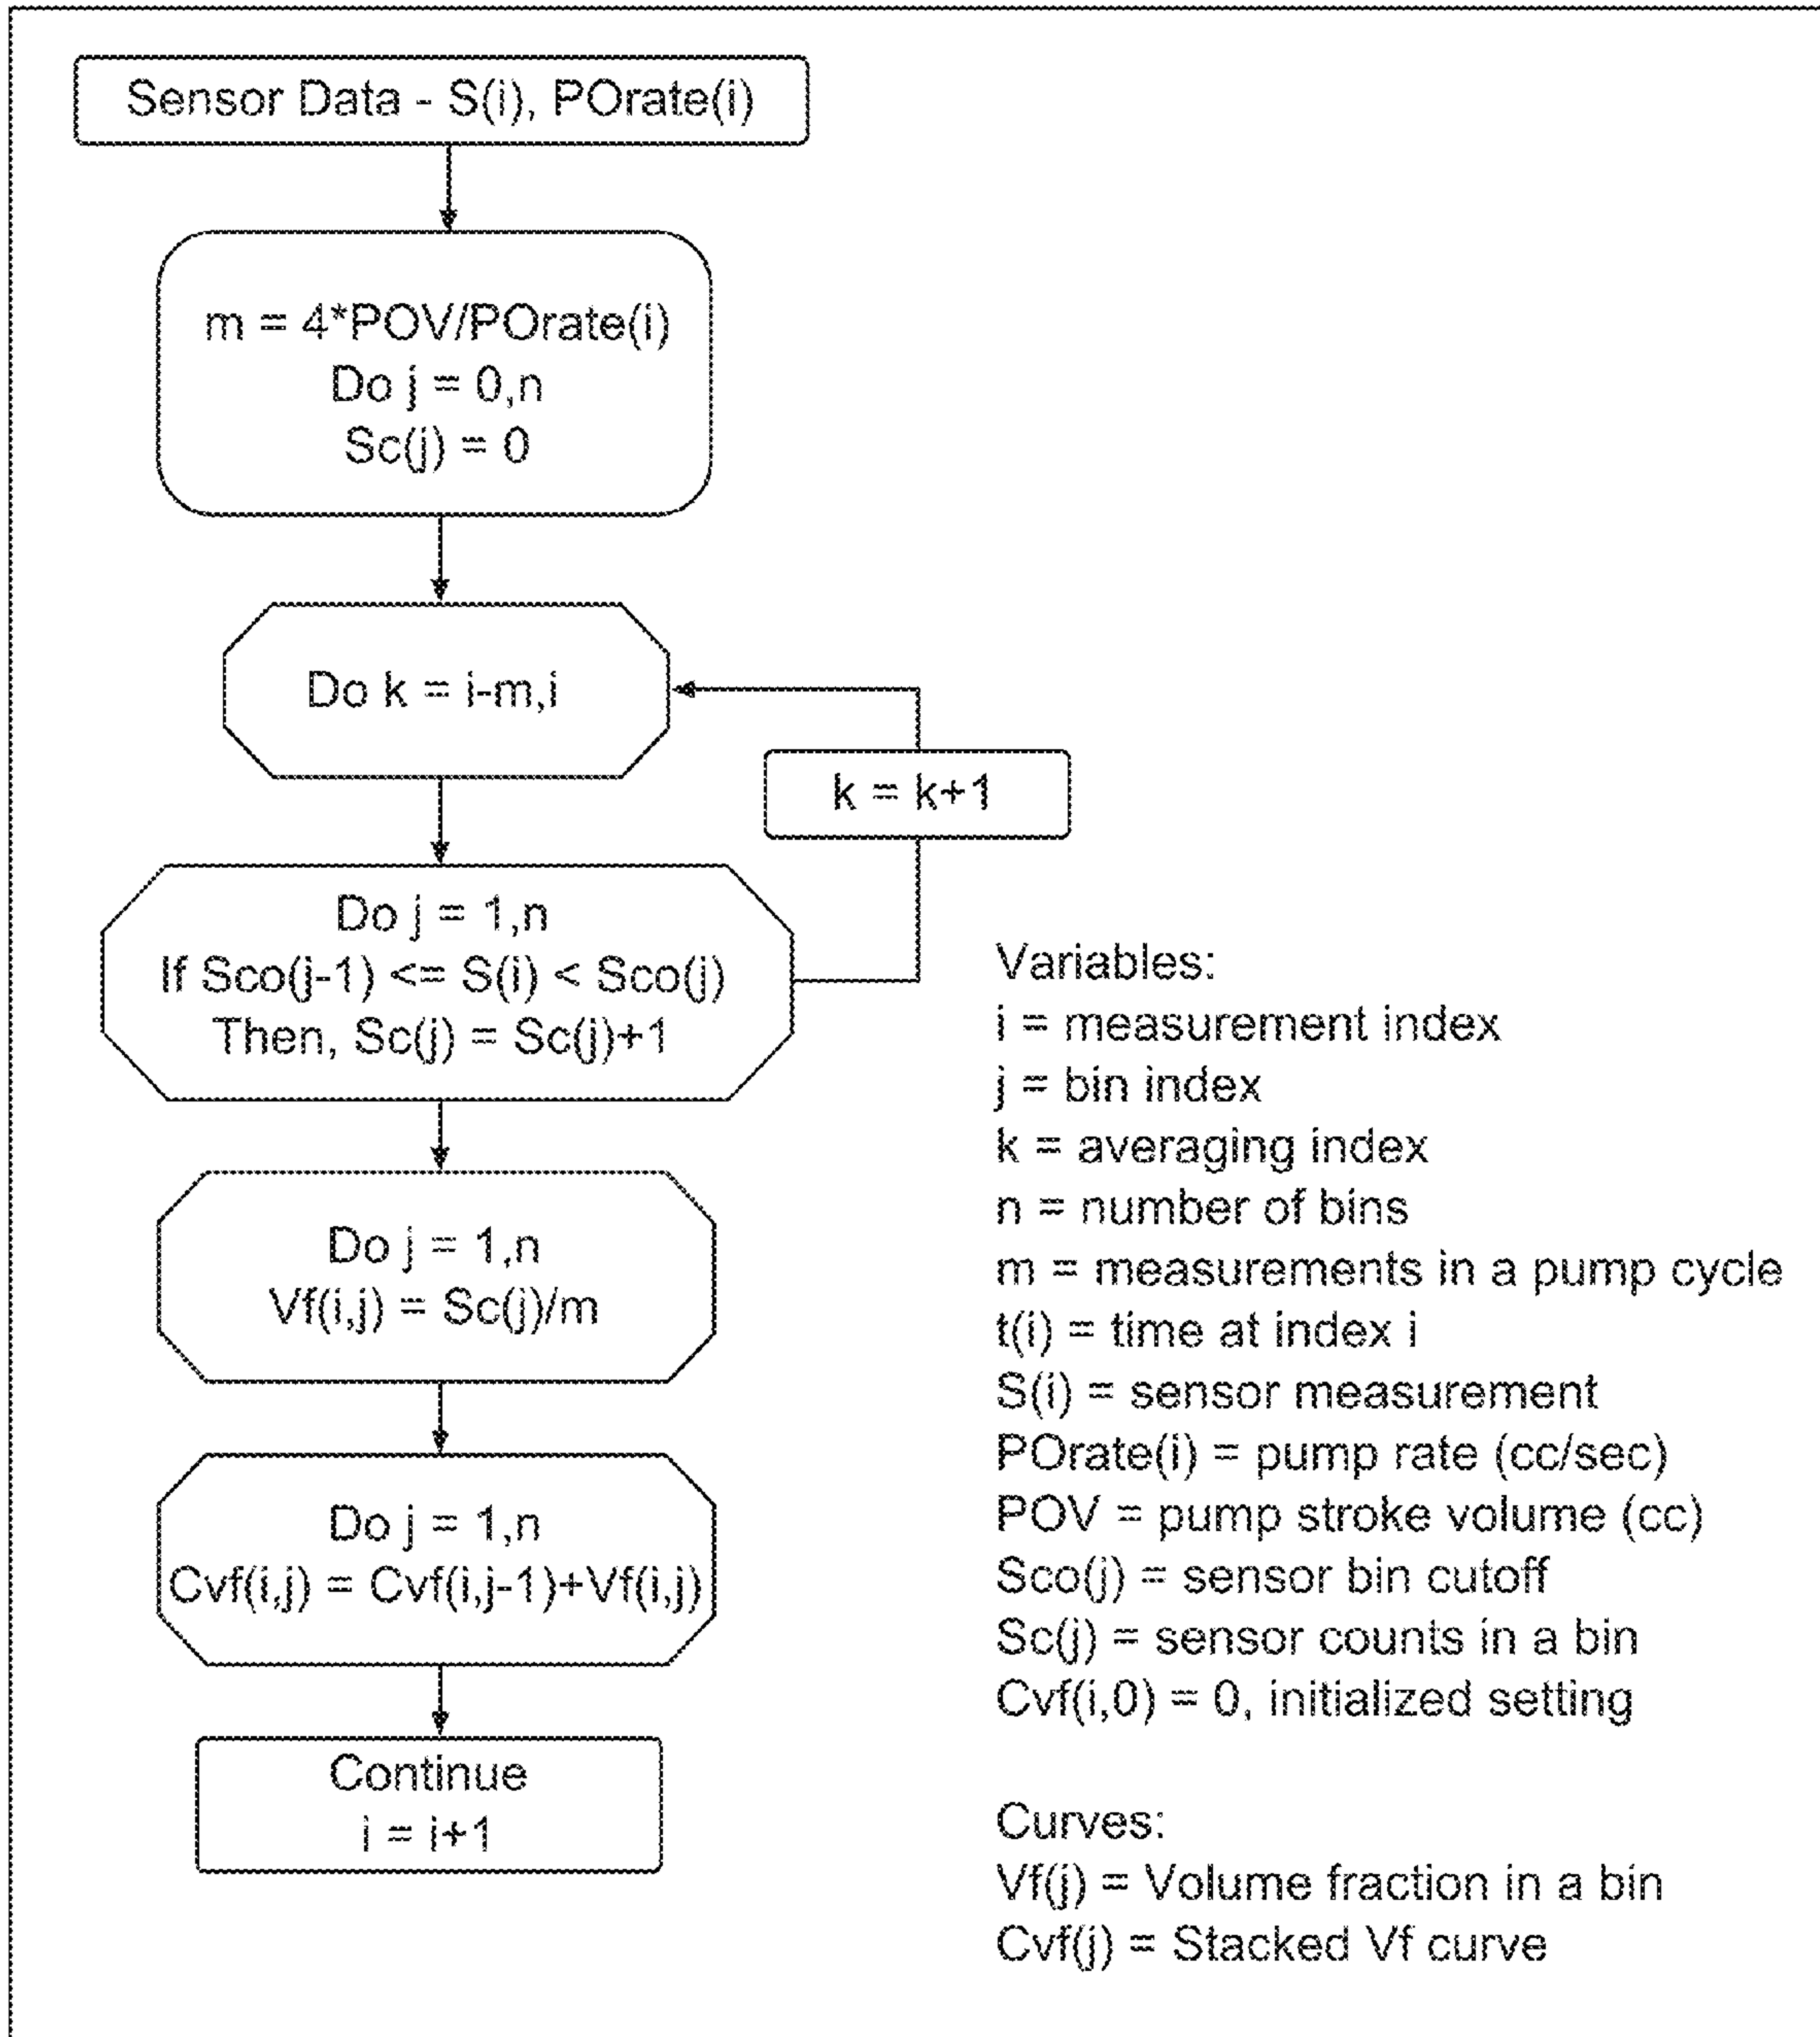 Sensor Data - S(i), POrate(i)
m = 4*POV/POrate(i)
Do j = 0,n
Sc(j) = 0
Do k = i-m,i
k = k+1
Do j = 1,n
If Sco(j-1) <= S(i) < Sco(j)
Then, Sc(j) = Sc(j)+1
Do j = 1,n
Vf(i,j) = Sc(j)/m
Do j = 1,n
Cvf(i,j) = Cvf(i,j-1)+Vf(i,j)
Continue
i = i+1
Variables:
i = measurement index
j = bin index
k = averaging index
n = number of bins
m = measurements in a pump cycle
t(i) = time at index i
S(i) = sensor measurement
POrate(i) = pump rate (cc/sec)
POV = pump stroke volume (cc)
Sco(j) = sensor bin cutoff
Sc(j) = sensor counts in a bin
Cvf(i,0) = 0, initialized setting
Curves:
Vf(j) = Volume fraction in a bin
Cvf(j) = Stacked Vf curve